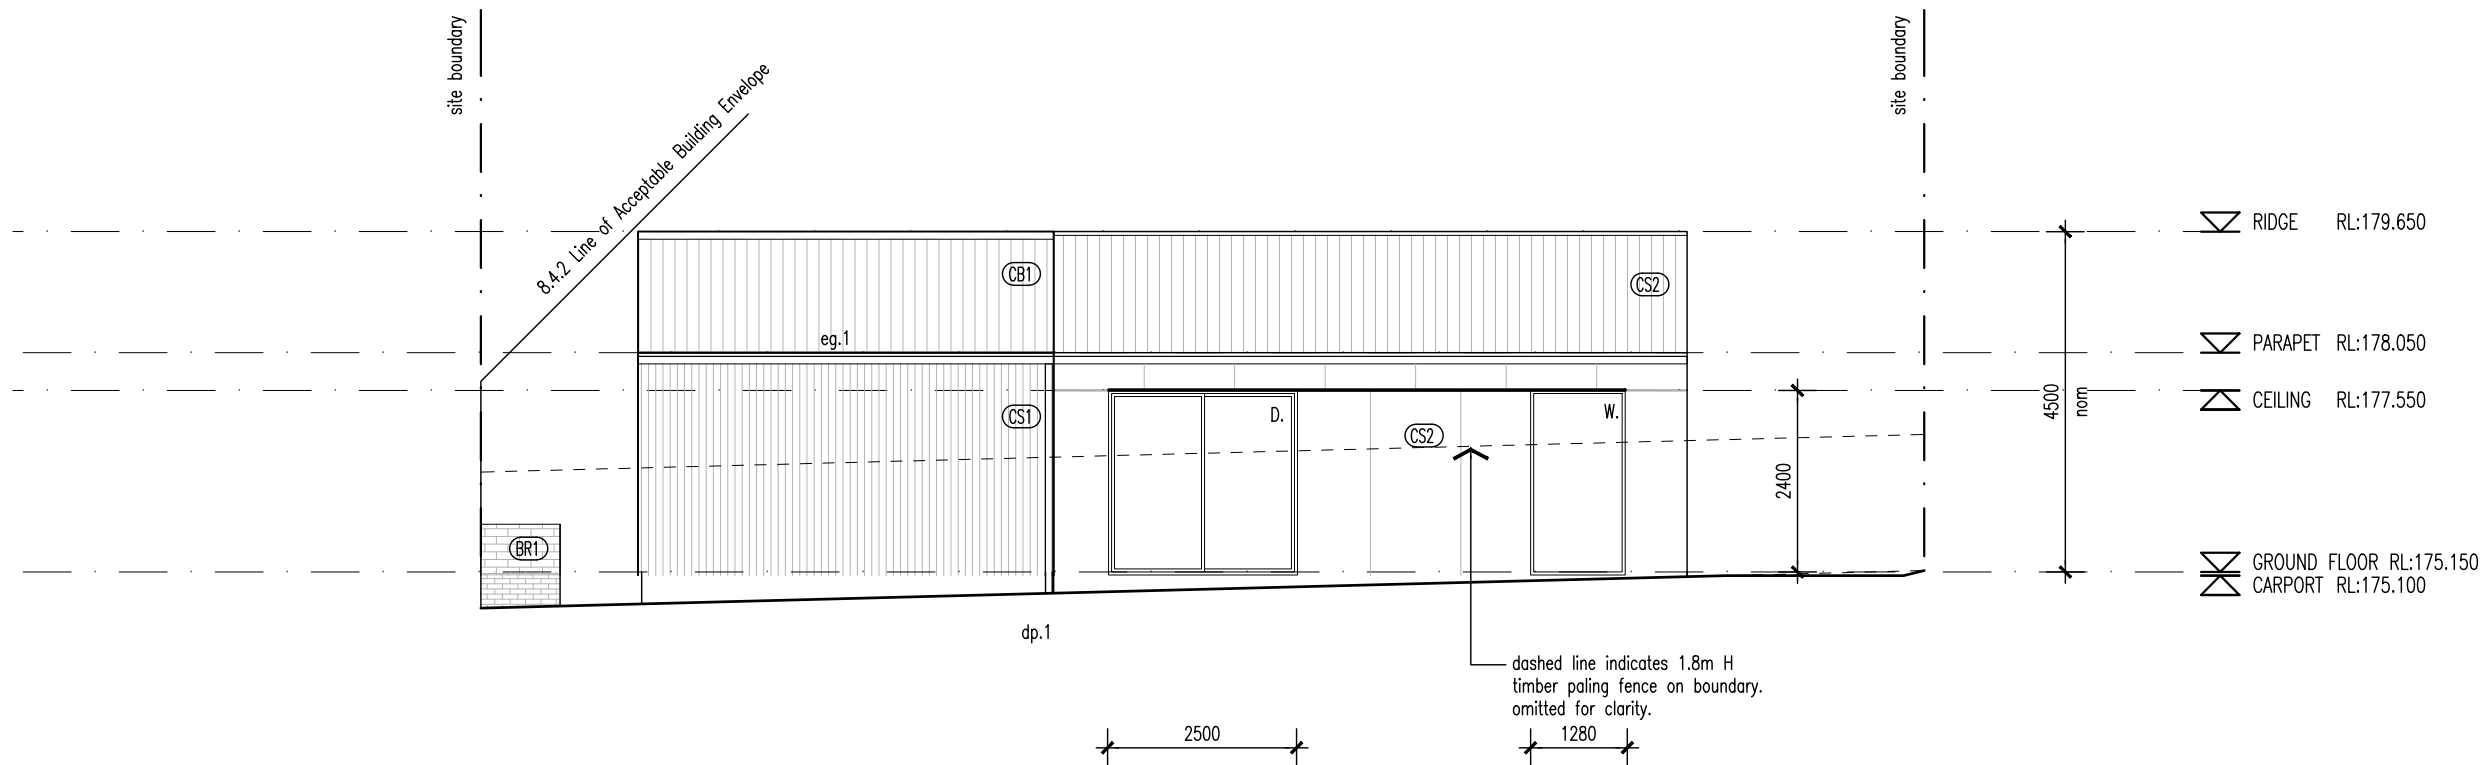 site boundary
site boundary
8.4.2 Line of Acceptable Building Envelope
RIDGE RL:179.650
CB1
CS2
eg.1
PARAPET RL:178.050
4500
nom
CEILING RL:177.550
CS1
D.
W.
CS2
2400
BR1
GROUND FLOOR RL:175.150
CARPORT RL:175.100
dp.1
dashed line indicates 1.8m H
timber paling fence on boundary.
omitted for clarity.
2500
1280